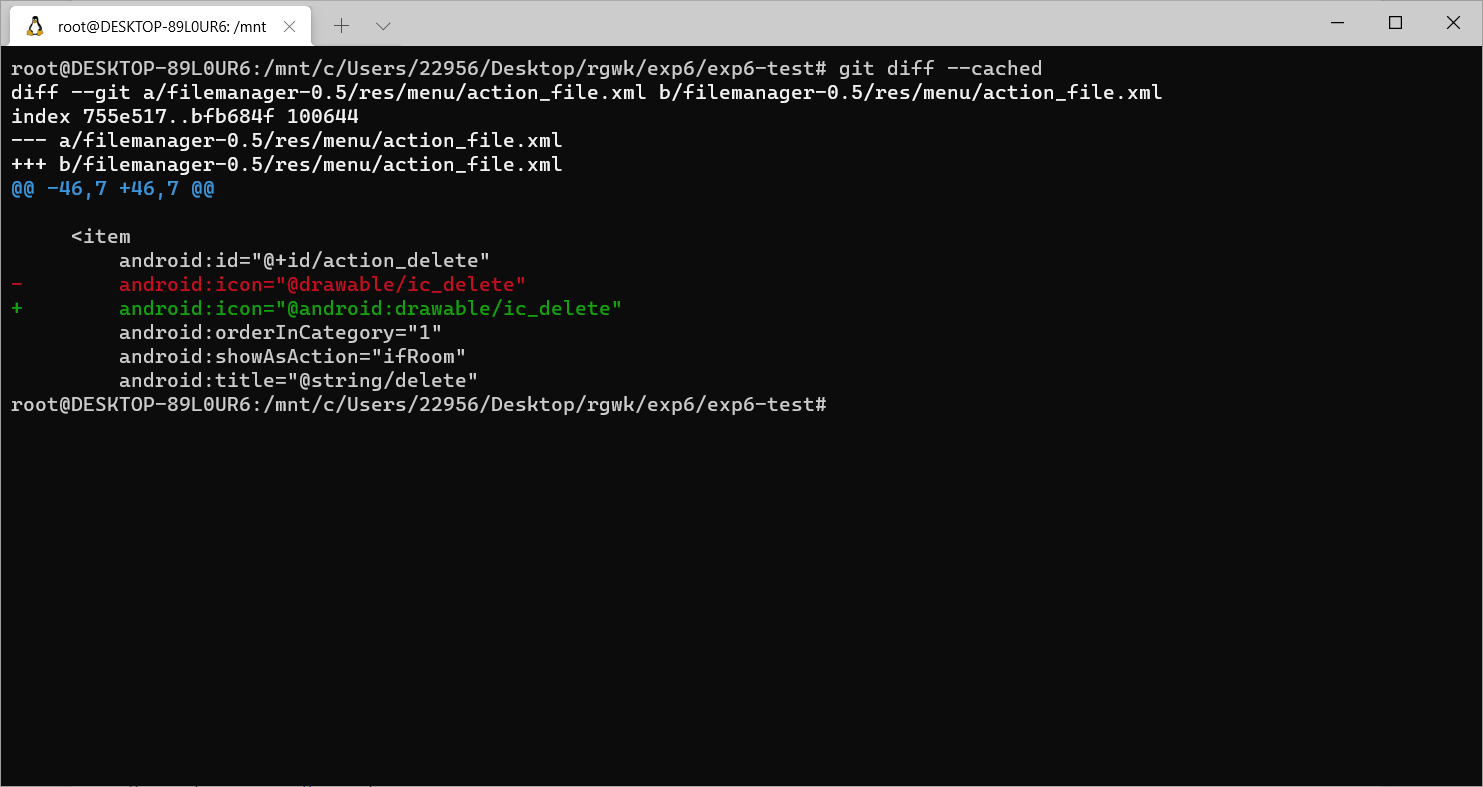 root@DESKTOP-89L0UR6: /mnt
root@DESKTOP-89L0UR6:/mnt/c/Users/22956/Desktop/rgwk/exp6/exp6-test# git diff --cached
diff --git a/filemanager-0.5/res/menu/action_file.xml b/filemanager-0.5/res/menu/action_file.xml
index 755e517..bfb684f 100644
--- a/filemanager-0.5/res/menu/action_file.xml
+++ b/filemanager-0.5/res/menu/action_file.xml
@@ -46,7 +46,7 @@
     <item
         android:id="@+id/action_delete"
-        android:icon="@drawable/ic_delete"
+        android:icon="@android:drawable/ic_delete"
         android:orderInCategory="1"
         android:showAsAction="ifRoom"
         android:title="@string/delete"
root@DESKTOP-89L0UR6:/mnt/c/Users/22956/Desktop/rgwk/exp6/exp6-test#